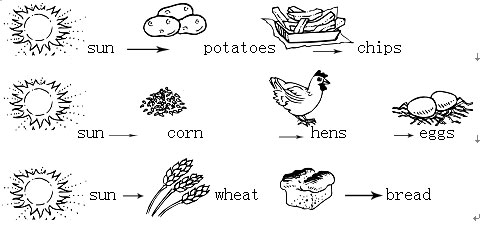 sun → potatoes → chips
sun → corn → hens → eggs
sun → wheat → bread